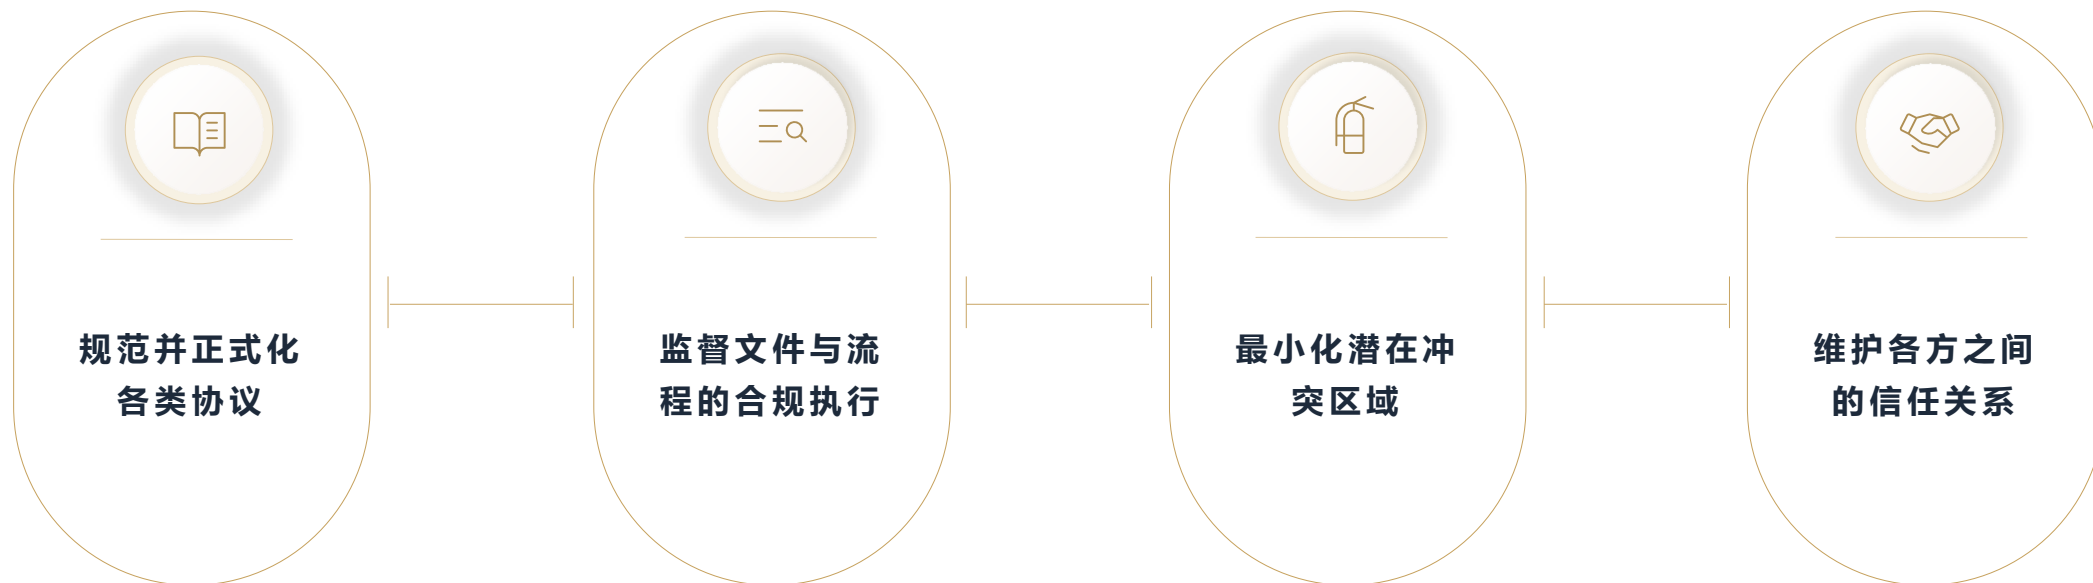 规范并正式化
各类协议
监督文件与流
程的合规执行
最小化潜在冲
突区域
维护各方之间
的信任关系